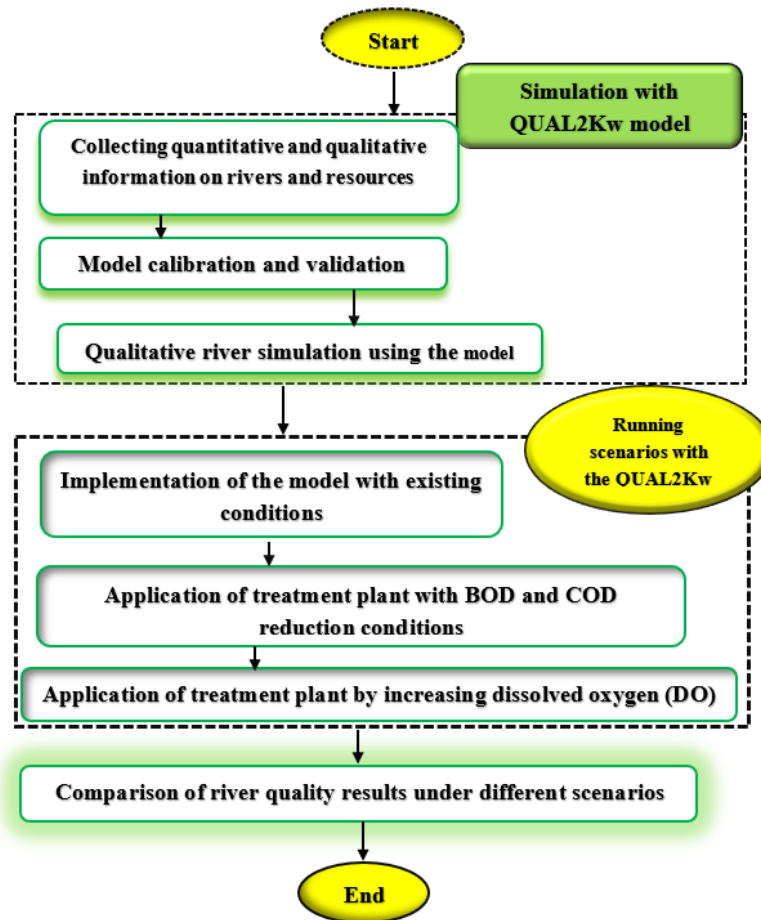 Start
Simulation with
QUAL2Kw model
Collecting quantitative and qualitative
information on rivers and resources
Model calibration and validation
Qualitative river simulation using the model
Running
scenarios with
the QUAL2Kw
Implementation of the model with existing
conditions
Application of treatment plant with BOD and COD
reduction conditions
Application of treatment plant by increasing dissolved oxygen (DO)
Comparison of river quality results under different scenarios
End